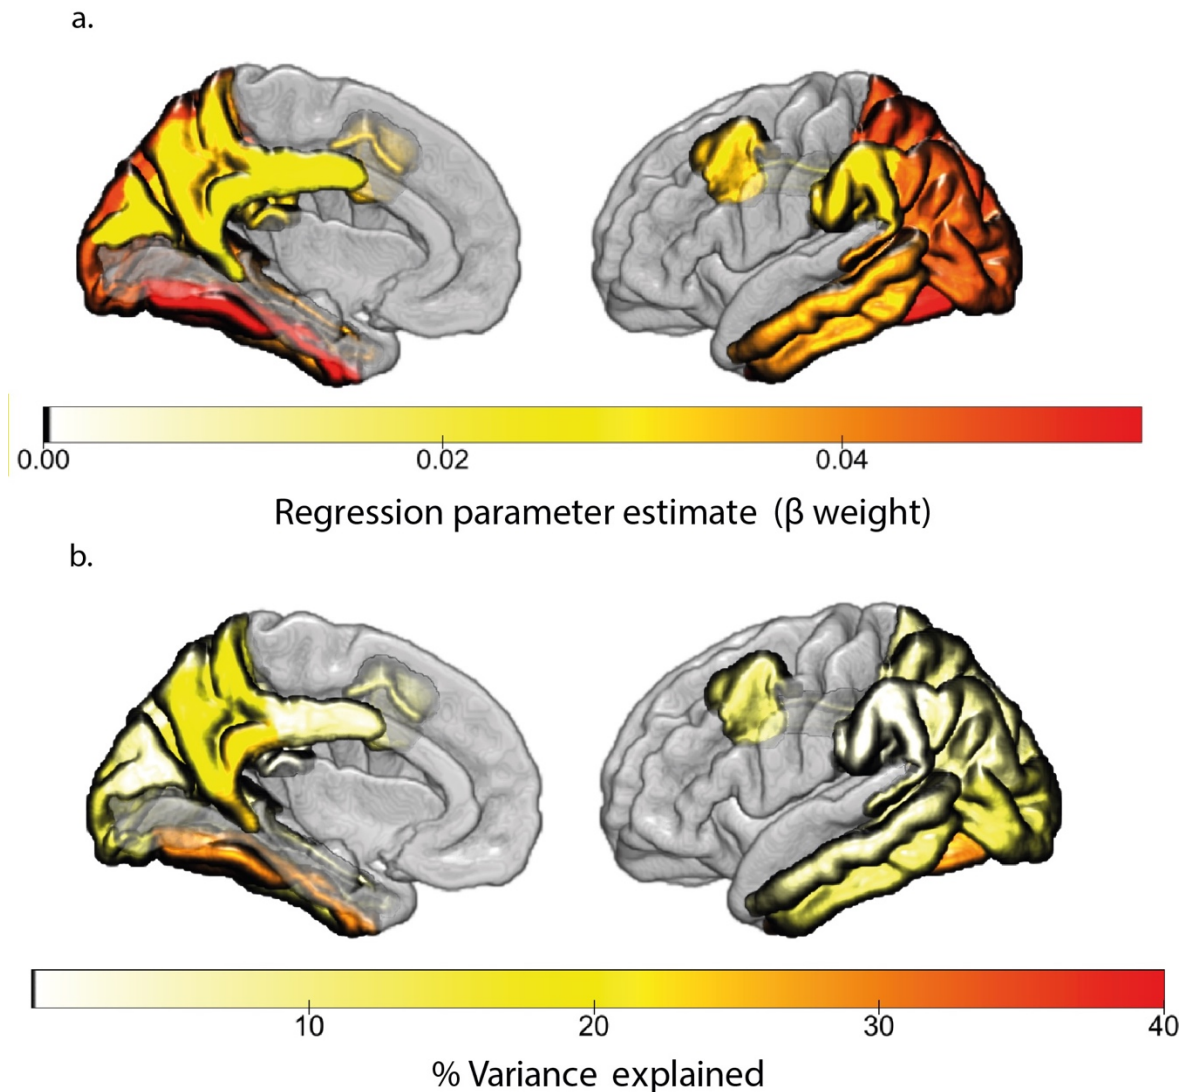 a.
0.00 0.02 0.04
Regression parameter estimate (β weight)
b.
10 20 30 40
% Variance explained